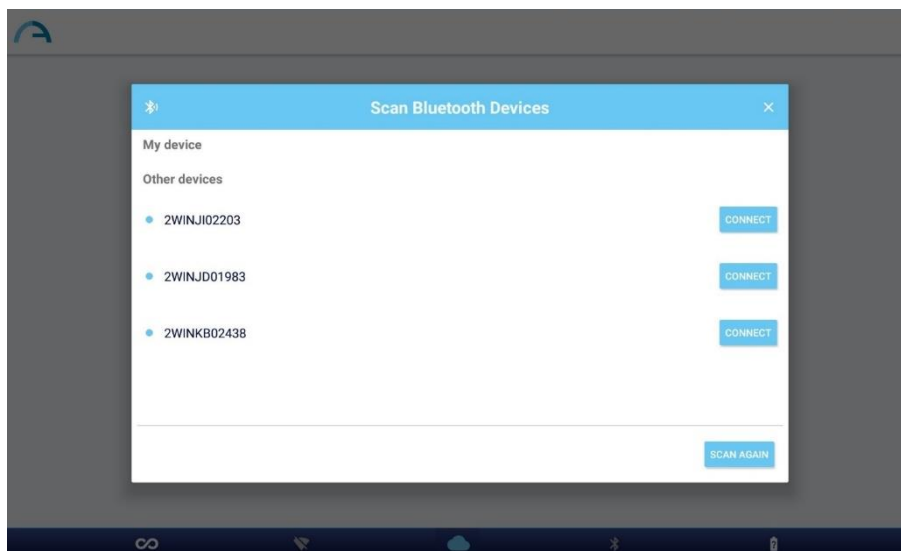 Scan Bluetooth Devices
My device
Other devices
2WINJI02203 CONNECT
2WINJD01983 CONNECT
2WINKB02438 CONNECT
SCAN AGAIN